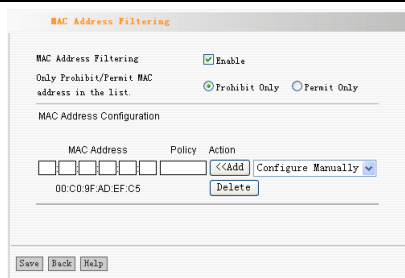 MAC Address Filtering
MAC Address Filtering Enable
Only Prohibit/Permit MAC address in the list. Prohibit Only Permit Only
MAC Address Configuration
MAC Address Policy Action
<<Add Configure Manually
00:C0:9F:AD:EF:C5 Delete
Save Back Help